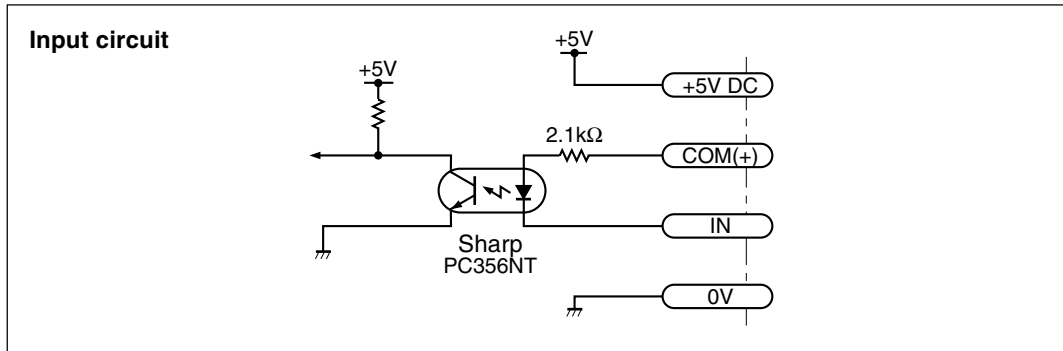 Input circuit
+5V
+5V
+5V DC
2.1kΩ
COM(+)
IN
Sharp
PC356NT
0V